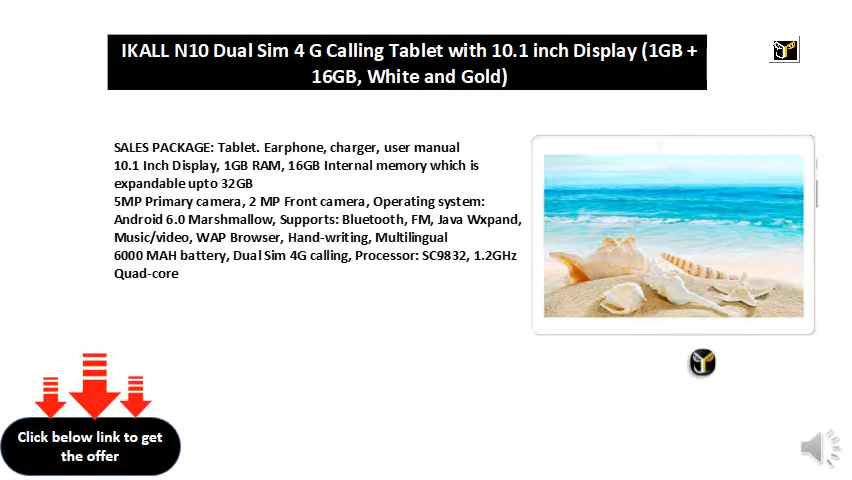 IKALL N10 Dual Sim 4 G Calling Tablet with 10.1 inch Display (1GB +
16GB, White and Gold)
SALES PACKAGE: Tablet. Earphone, charger, user manual
10.1 Inch Display, 1GB RAM, 16GB Internal memory which is
expandable upto 32GB
5MP Primary camera, 2 MP Front camera, Operating system:
Android 6.0 Marshmallow, Supports: Bluetooth, FM, Java Wxpand,
Music/video, WAP Browser, Hand-writing, Multilingual
6000 MAH battery, Dual Sim 4G calling, Processor: SC9832, 1.2GHz
Quad-core
Click below link to get
the offer